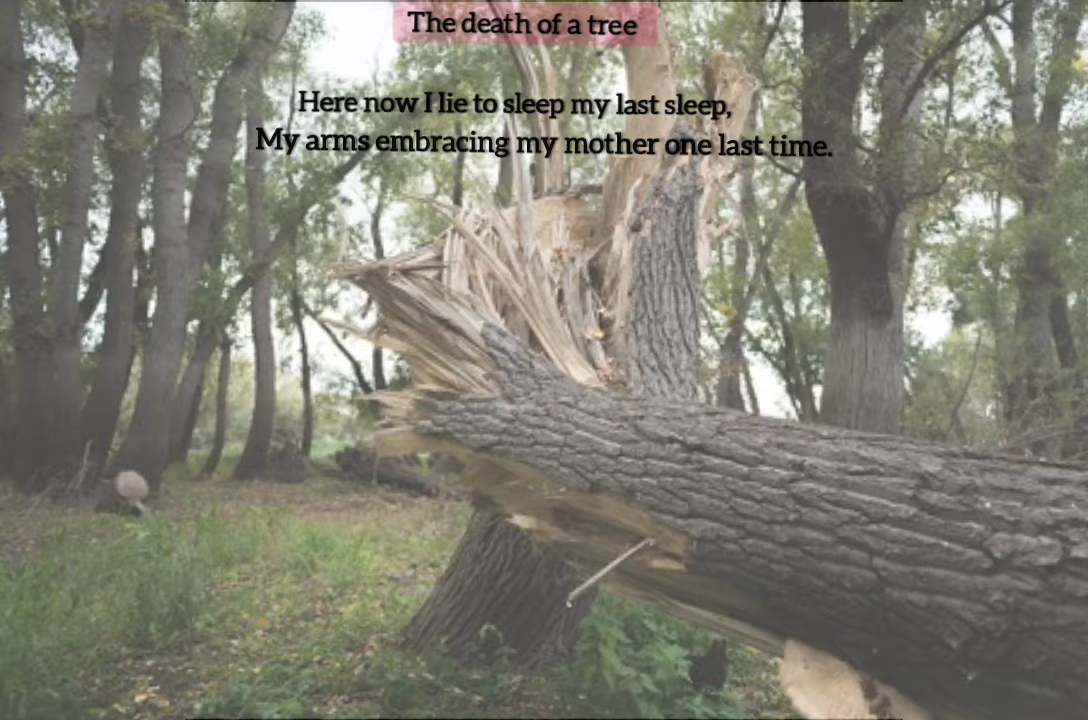 The death of a tree
Here now I lie to sleep my last sleep,
My arms embracing my mother one last time.